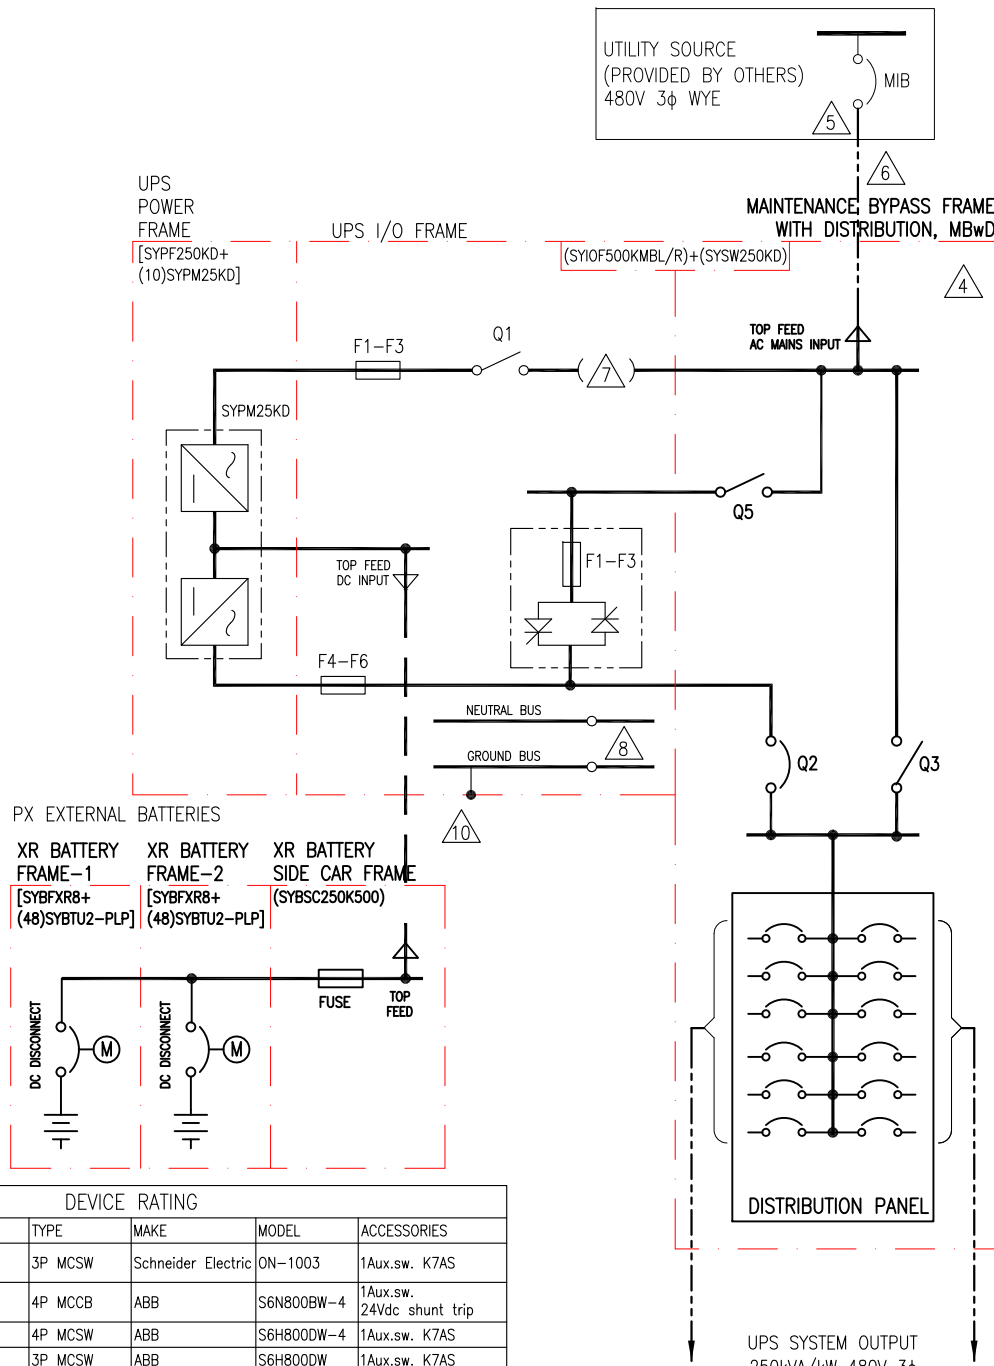 UTILITY SOURCE
(PROVIDED BY OTHERS)
480V 3ϕ WYE
MIB
5
6
UPS
POWER
FRAME
[SYPF250KD+
(10)SYPM25KD]
UPS I/O FRAME
(SYIOF500KMBL/R)+(SYSW250KD)
MAINTENANCE BYPASS FRAME
WITH DISTRIBUTION, MBwD
4
TOP FEED
AC MAINS INPUT
F1-F3
Q1
7
SYPM25KD
Q5
TOP FEED
DC INPUT
F1-F3
F4-F6
NEUTRAL BUS
8
GROUND BUS
10
Q2
Q3
PX EXTERNAL BATTERIES
XR BATTERY
FRAME-1
[SYBFXR8+
(48)SYBTU2-PLP]
XR BATTERY
FRAME-2
[SYBFXR8+
(48)SYBTU2-PLP]
XR BATTERY
SIDE CAR FRAME
(SYBSC250K500)
FUSE
TOP
FEED
DC DISCONNECT
M
DC DISCONNECT
M
DISTRIBUTION PANEL
DEVICE RATING
TYPE MAKE MODEL ACCESSORIES
3P MCSW Schneider Electric ON-1003 1Aux.sw. K7AS
4P MCCB ABB S6N800BW-4 1Aux.sw.
24Vdc shunt trip
4P MCSW ABB S6H800DW-4 1Aux.sw. K7AS
3P MCSW ABB S6H800DW 1Aux.sw. K7AS
UPS SYSTEM OUTPUT
250kVA/kW 480V 3ϕ